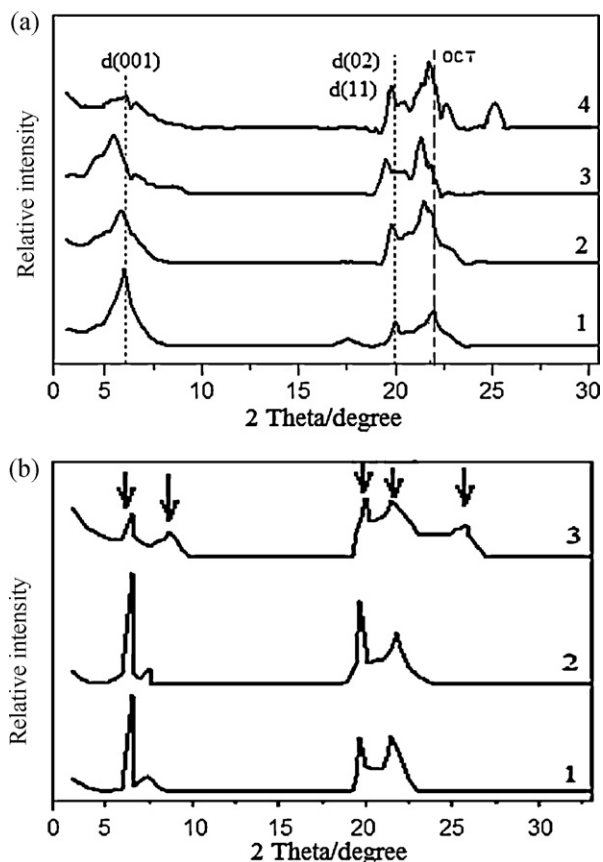 (a)
d(001)
d(02)
d(11)
OCT
4
3
2
1
Relative intensity
5
10
15
20
25
30
2 Theta/degree
(b)
3
2
1
Relative intensity
0
5
10
15
20
25
30
2 Theta/degree